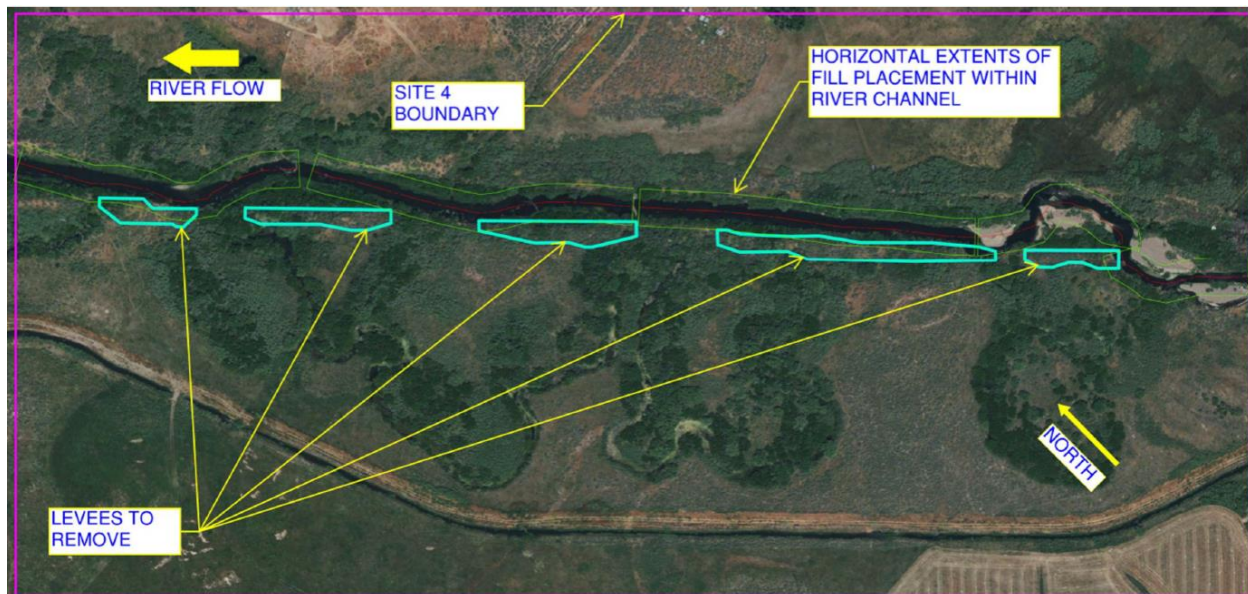 RIVER FLOW
SITE 4
BOUNDARY
HORIZONTAL EXTENTS OF
FILL PLACEMENT WITHIN
RIVER CHANNEL
NORTH
LEVEES TO
REMOVE